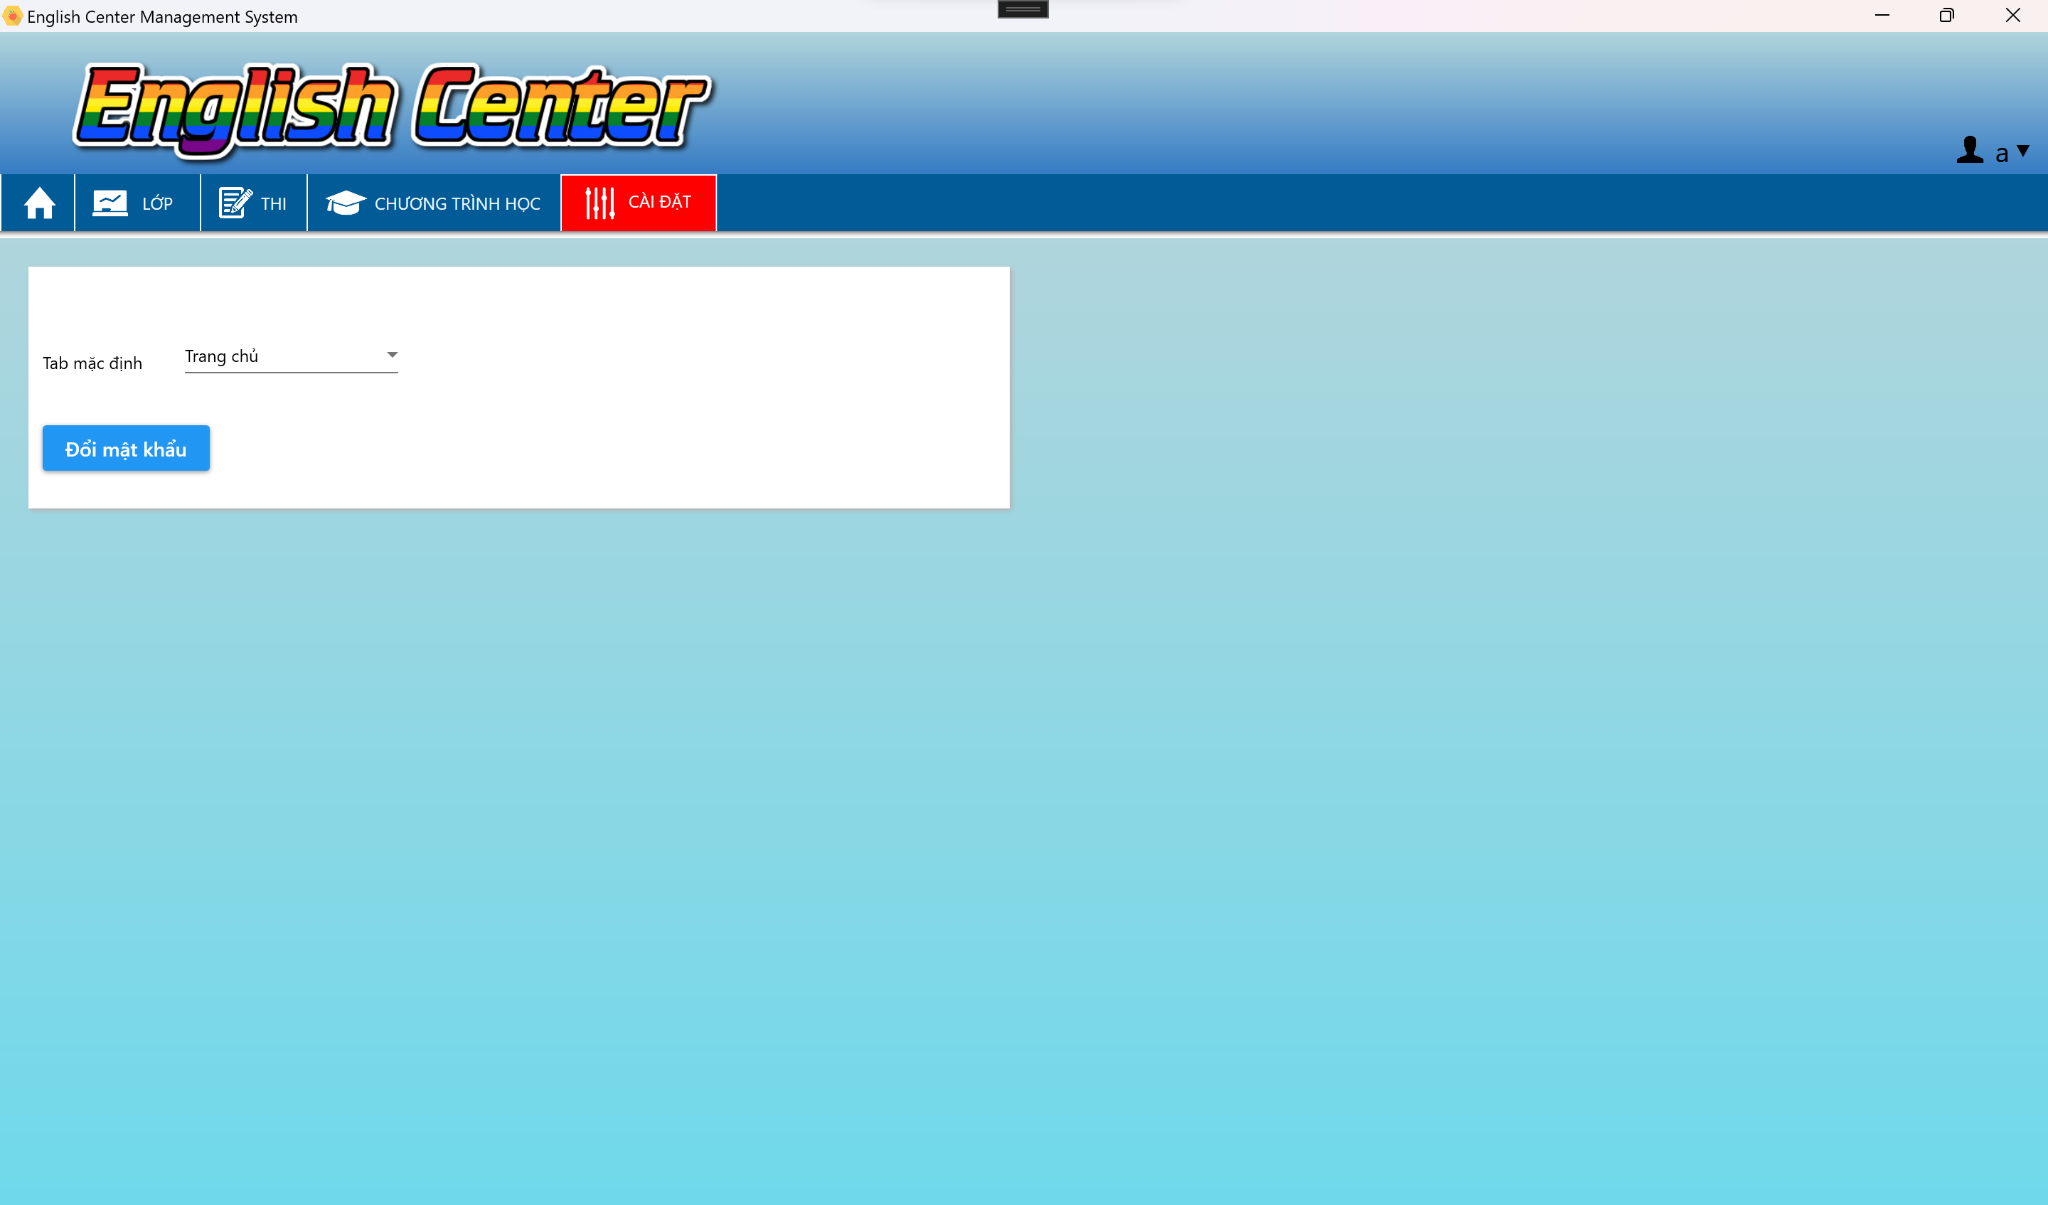 English Center Management System
English Center
a
LỚP
THI
CHƯƠNG TRÌNH HỌC
CÀI ĐẶT
Tab mặc định
Trang chủ
Đổi mật khẩu